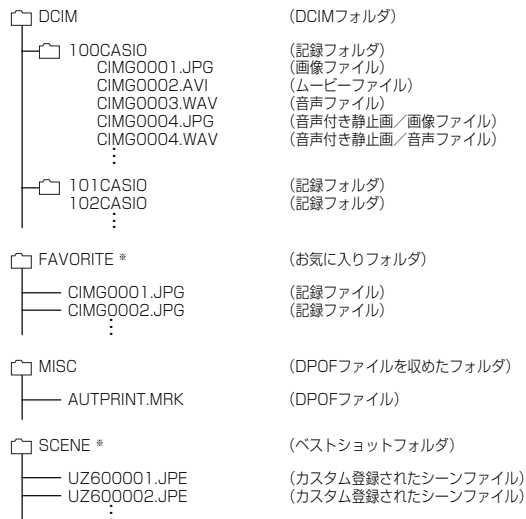 DCIM （DCIMフォルダ）
100CASIO （記録フォルダ）
CIMG0001.JPG （画像ファイル）
CIMG0002.AVI （ムービーファイル）
CIMG0003.WAV （音声ファイル）
CIMG0004.JPG （音声付き静止画／画像ファイル）
CIMG0004.WAV （音声付き静止画／音声ファイル）
⋮
101CASIO （記録フォルダ）
102CASIO （記録フォルダ）
⋮
FAVORITE ※ （お気に入りフォルダ）
CIMG0001.JPG （記録ファイル）
CIMG0002.JPG （記録ファイル）
⋮
MISC （DPOFファイルを収めたフォルダ）
AUTPRINT.MRK （DPOFファイル）
SCENE ※ （ベストショットフォルダ）
UZ600001.JPE （カスタム登録されたシーンファイル）
UZ600002.JPE （カスタム登録されたシーンファイル）
⋮